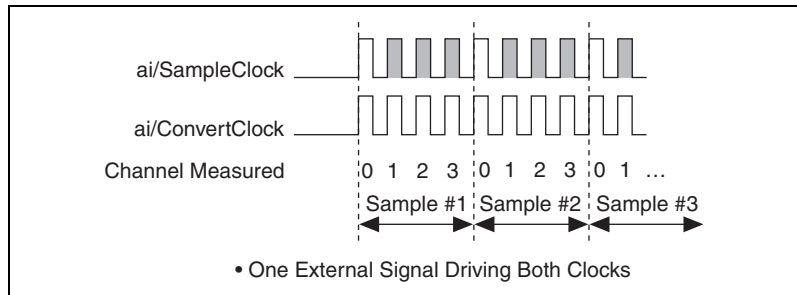 ai/SampleClock
ai/ConvertClock
Channel Measured 0 1 2 3 0 1 2 3 0 1 ...
Sample #1 Sample #2 Sample #3
• One External Signal Driving Both Clocks